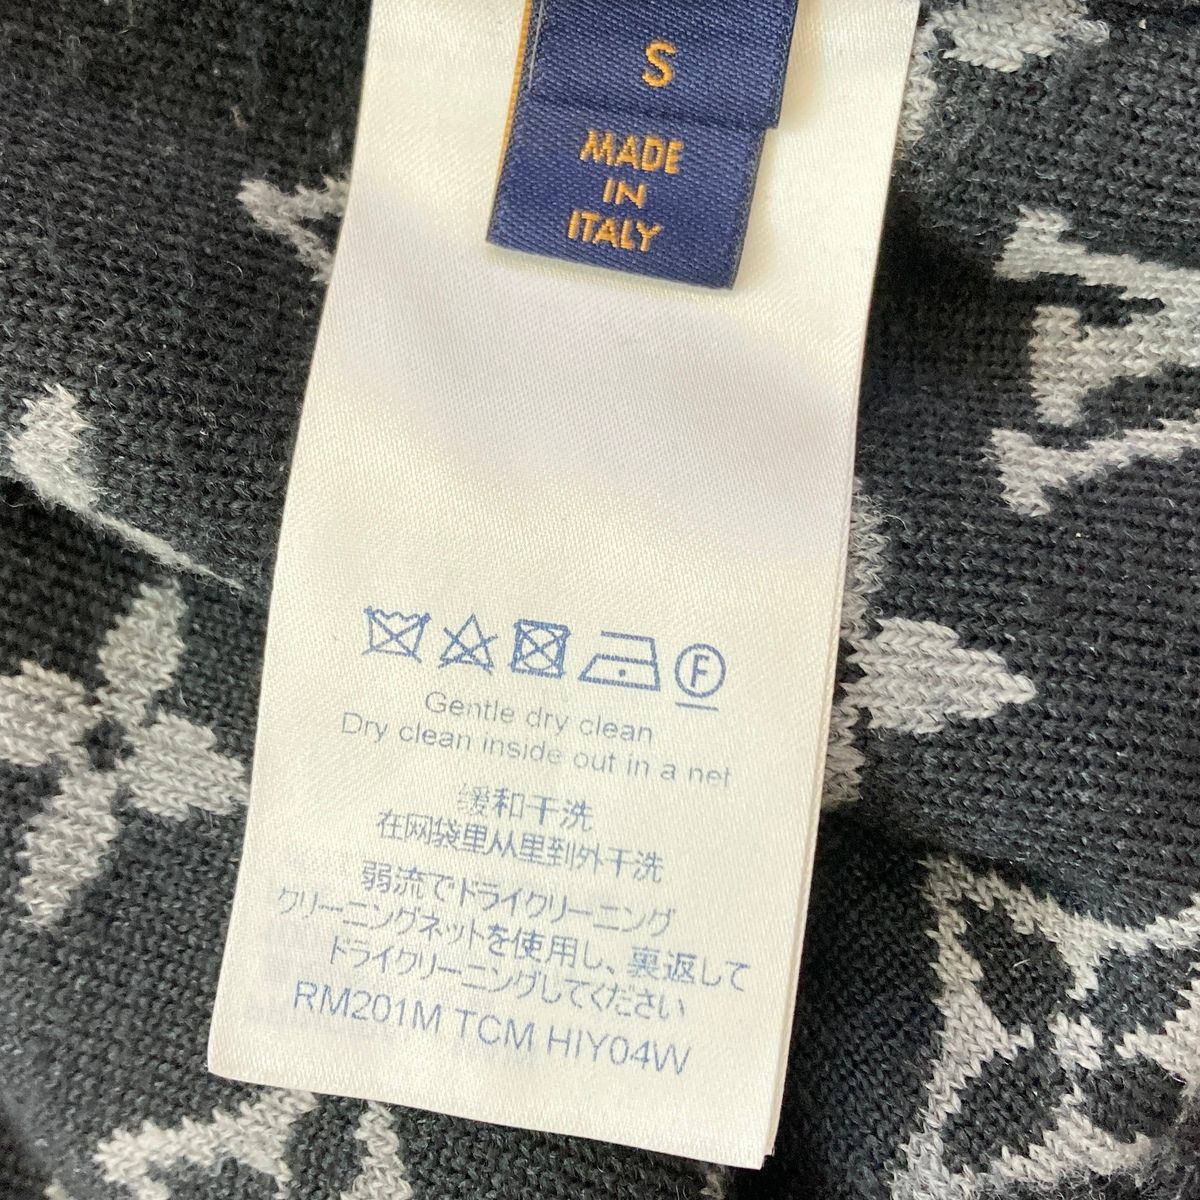 S
MADE
IN
ITALY
F
Gentle dry clean
Dry clean inside out in a net
缓和干洗
在网袋里从里到外干洗
弱流でドライクリーニング
クリーニングネットを使用し、裏返して
ドライクリーニングしてください
RM201M TCM HIY04W